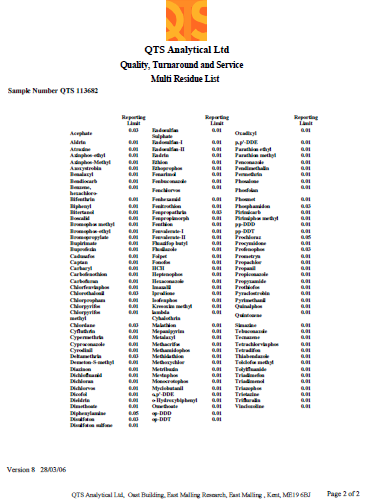 QTS
QTS Analytical Ltd
Quality, Turnaround and Service
Multi Residue List
Sample Number QTS 113682
Reporting
Limit
Acephate 0.03
Aldrin 0.01
Atrazine 0.01
Azinphos-ethyl 0.01
Azinphos-Methyl 0.01
Azoxystrobin 0.01
Benalaxyl 0.01
Bendiocarb 0.01
Benzene, 0.01
hexachloro-
Bifenthrin 0.01
Biphenyl 0.01
Bitertanol 0.01
Boscalid 0.01
Bromophos methyl 0.01
Bromophos ethyl 0.01
Bromopropylate 0.01
Bupirimate 0.01
Buprofezin 0.01
Cadusafos 0.01
Captan 0.01
Carbaryl 0.01
Carbofenothion 0.01
Carbofuran 0.01
Chlorfenvinphos 0.01
Chlorothalonil 0.03
Chlorpropham 0.01
Chlorpyrifos 0.01
Chlorpyrifos 0.01
methyl
Chlordane 0.03
Cyfluthrin 0.01
Cypermethrin 0.01
Cyproconazole 0.01
Cyrodinil 0.01
Deltamethrin 0.03
Demeton-S-methyl 0.01
Diazinon 0.01
Dichlofluanid 0.01
Dichloran 0.01
Dichlorvos 0.01
Dicofol 0.01
Dieldrin 0.01
Dimethoate 0.01
Diphenylamine 0.05
Disulfoton 0.03
Disulfoton sulfone 0.01
Reporting
Limit
Endosulfan 0.01
Sulphate
Endosulfan-I 0.01
Endosulfan-II 0.01
Endrin 0.01
Ethion 0.01
Ethoprophos 0.01
Fenarimol 0.01
Fenbuconazole 0.01
Fenhexamid 0.01
Fenitrothion 0.01
Fenpropathrin 0.03
Fenpropimorph 0.01
Fenthion 0.01
Fenvalerate-I 0.01
Fenvalerate-II 0.01
Fluazifop butyl 0.01
Flusilazole 0.01
Folpet 0.01
Fonofos 0.01
HCH 0.01
Heptenophos 0.01
Hexaconazole 0.01
Imazalil 0.01
Iprodione 0.01
Isofenphos 0.01
Kresoxim methyl 0.01
lambda 0.01
Cyhalothrin
Malathion 0.01
Mepanipyrim 0.01
Metalaxyl 0.01
Methacrifos 0.01
Methamidophos 0.01
Methidathion 0.01
Methoxychlor 0.01
Metribuzin 0.01
Mevinphos 0.01
Monocrotophos 0.01
Myclobutanil 0.01
o,p'-DDE 0.01
o-Hydroxybiphenyl 0.01
Omethoate 0.01
op-DDD 0.01
op-DDT 0.01
Reporting
Limit
Oxadixyl 0.01
p,p'-DDE 0.01
Parathion ethyl 0.01
Parathion methyl 0.01
Penconazole 0.01
Pendimethalin 0.01
Permethrin 0.01
Phosalone 0.01
Phosmet 0.01
Phosphamidon 0.03
Pirimicarb 0.01
Pirimiphos methyl 0.01
pp-DDD 0.01
pp-DDT 0.01
Prochloraz 0.05
Procymidone 0.01
Profenofos 0.03
Prometryn 0.01
Propachlor 0.01
Propanil 0.01
Propiconazole 0.01
Propyzamide 0.01
Prothiofos 0.01
Pyraclostrobin 0.01
Pyrimethanil 0.01
Quinalphos 0.01
Quintozene 0.01
Simazine 0.01
Tebuconazole 0.01
Tecnazene 0.01
Tetrachlorvinphos 0.01
Tetradifon 0.01
Thiabendazole 0.01
Tolclofos methyl 0.01
Tolylfluanide 0.01
Triadimefon 0.01
Triadimenol 0.01
Triazophos 0.01
Trietazine 0.01
Trifluralin 0.01
Vinclozoline 0.01
Version 8 28/03/06
QTS Analytical Ltd, Oast Building, East Malling Research, East Malling, Kent, ME19 6BJ
Page 2 of 2